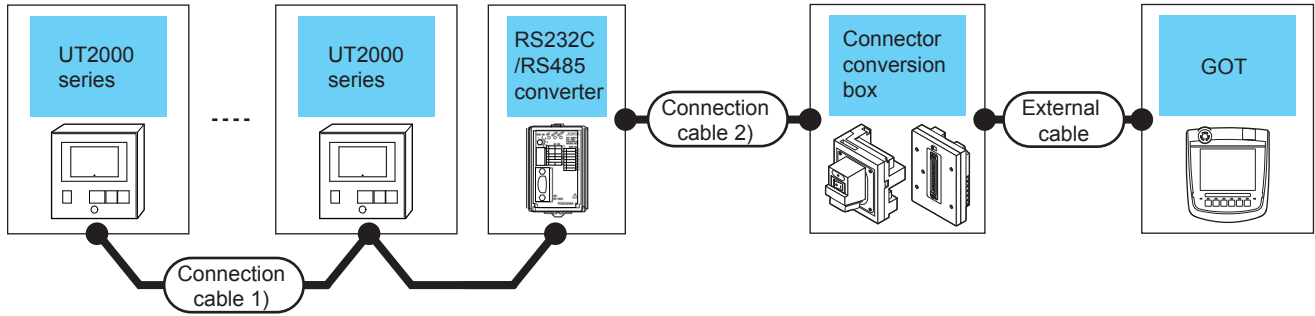 UT2000
series
UT2000
series
RS232C
/RS485
converter
Connector
conversion
box
GOT
Connection
cable 2)
External
cable
Connection
cable 1)